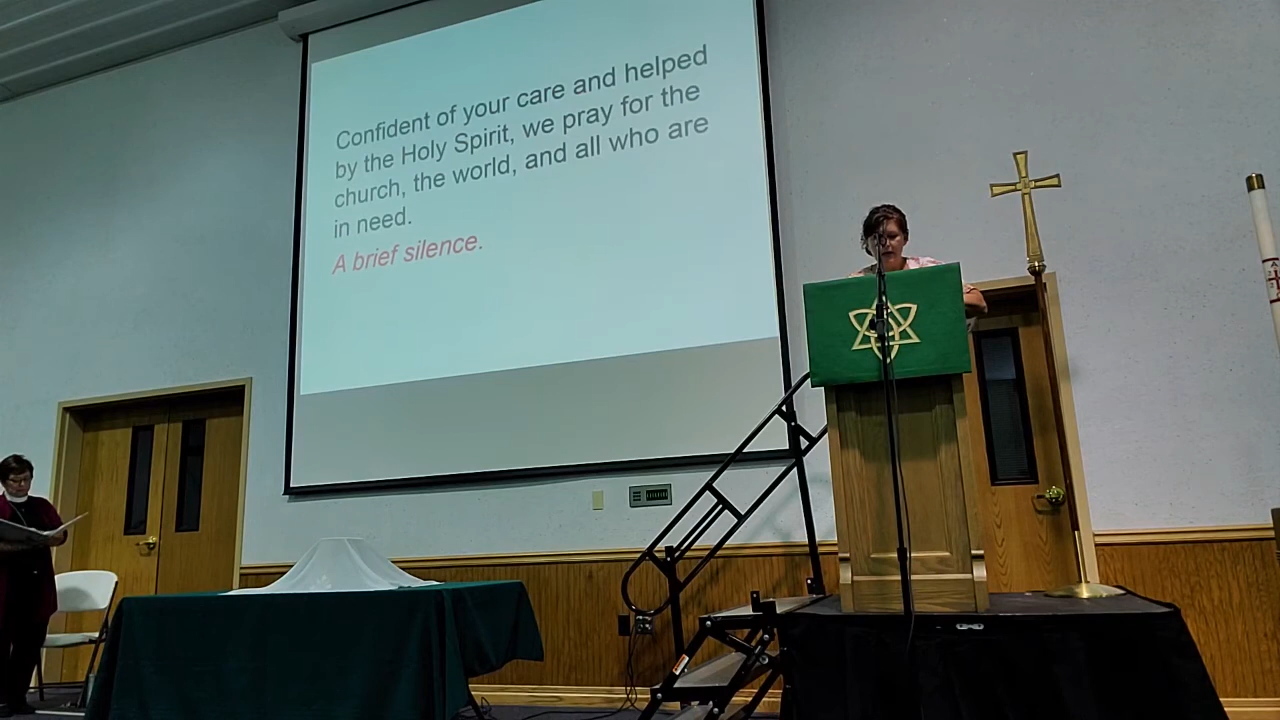 Confident of your care and helped
by the Holy Spirit, we pray for the
church, the world, and all who are
in need.
A brief silence.